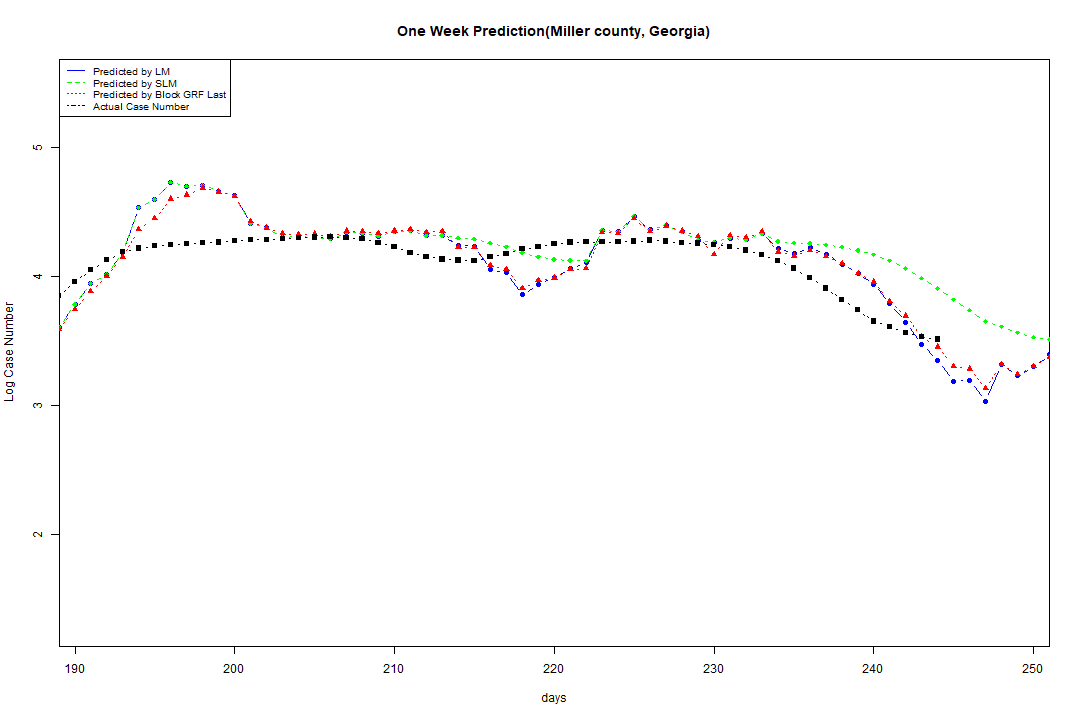 One Week Prediction(Miller county, Georgia)
Predicted by LM
Predicted by SLM
Predicted by Block GRF Last
Actual Case Number
5
4
3
2
Log Case Number
190 200 210 220 230 240 250
days